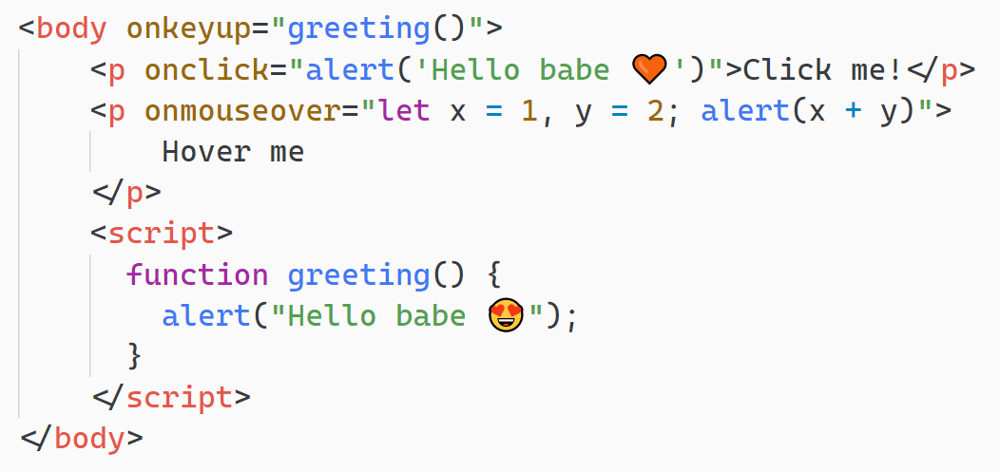 <body onkeyup="greeting()">
    <p onclick="alert('Hello babe 🧡')">Click me!</p>
    <p onmouseover="let x = 1, y = 2; alert(x + y)">
        Hover me
    </p>
    <script>
      function greeting() {
        alert("Hello babe 😍");
      }
    </script>
</body>